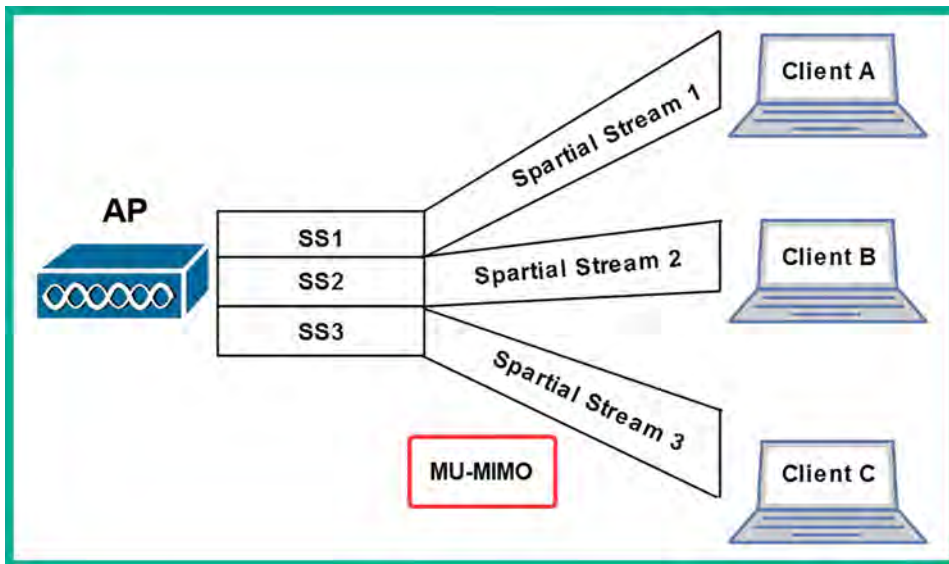 AP
SS1
SS2
SS3
Spartial Stream 1
Spartial Stream 2
Spartial Stream 3
MU-MIMO
Client A
Client B
Client C